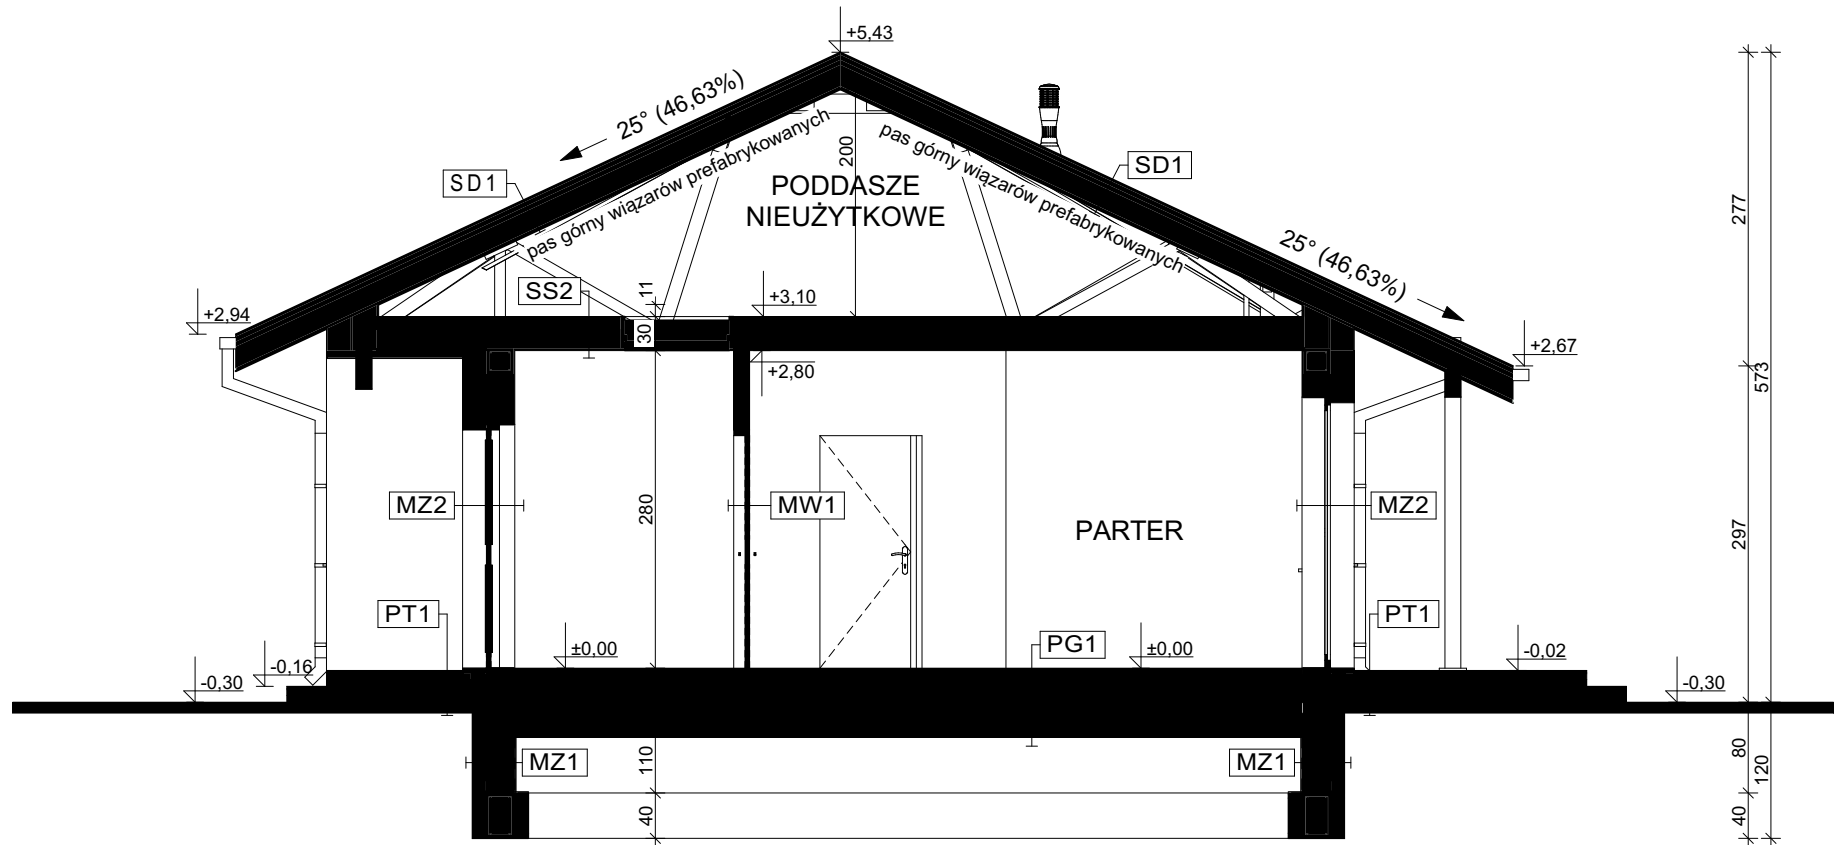 +5,43
25° (46,63%)
pas górny wiązarów prefabrykowanych
200
pas górny wiązarów prefabrykowanych
SD1
SD1
PODDASZE
NIEUŻYTKOWE
277
25° (46,63%)
SS2
11
+3,10
+2,94
30
+2,80
+2,67
573
MZ2
280
MW1
MZ2
PARTER
297
PT1
PT1
±0,00
PG1
±0,00
-0,02
-0,16
-0,30
-0,30
MZ1
110
MZ1
80
120
40
40